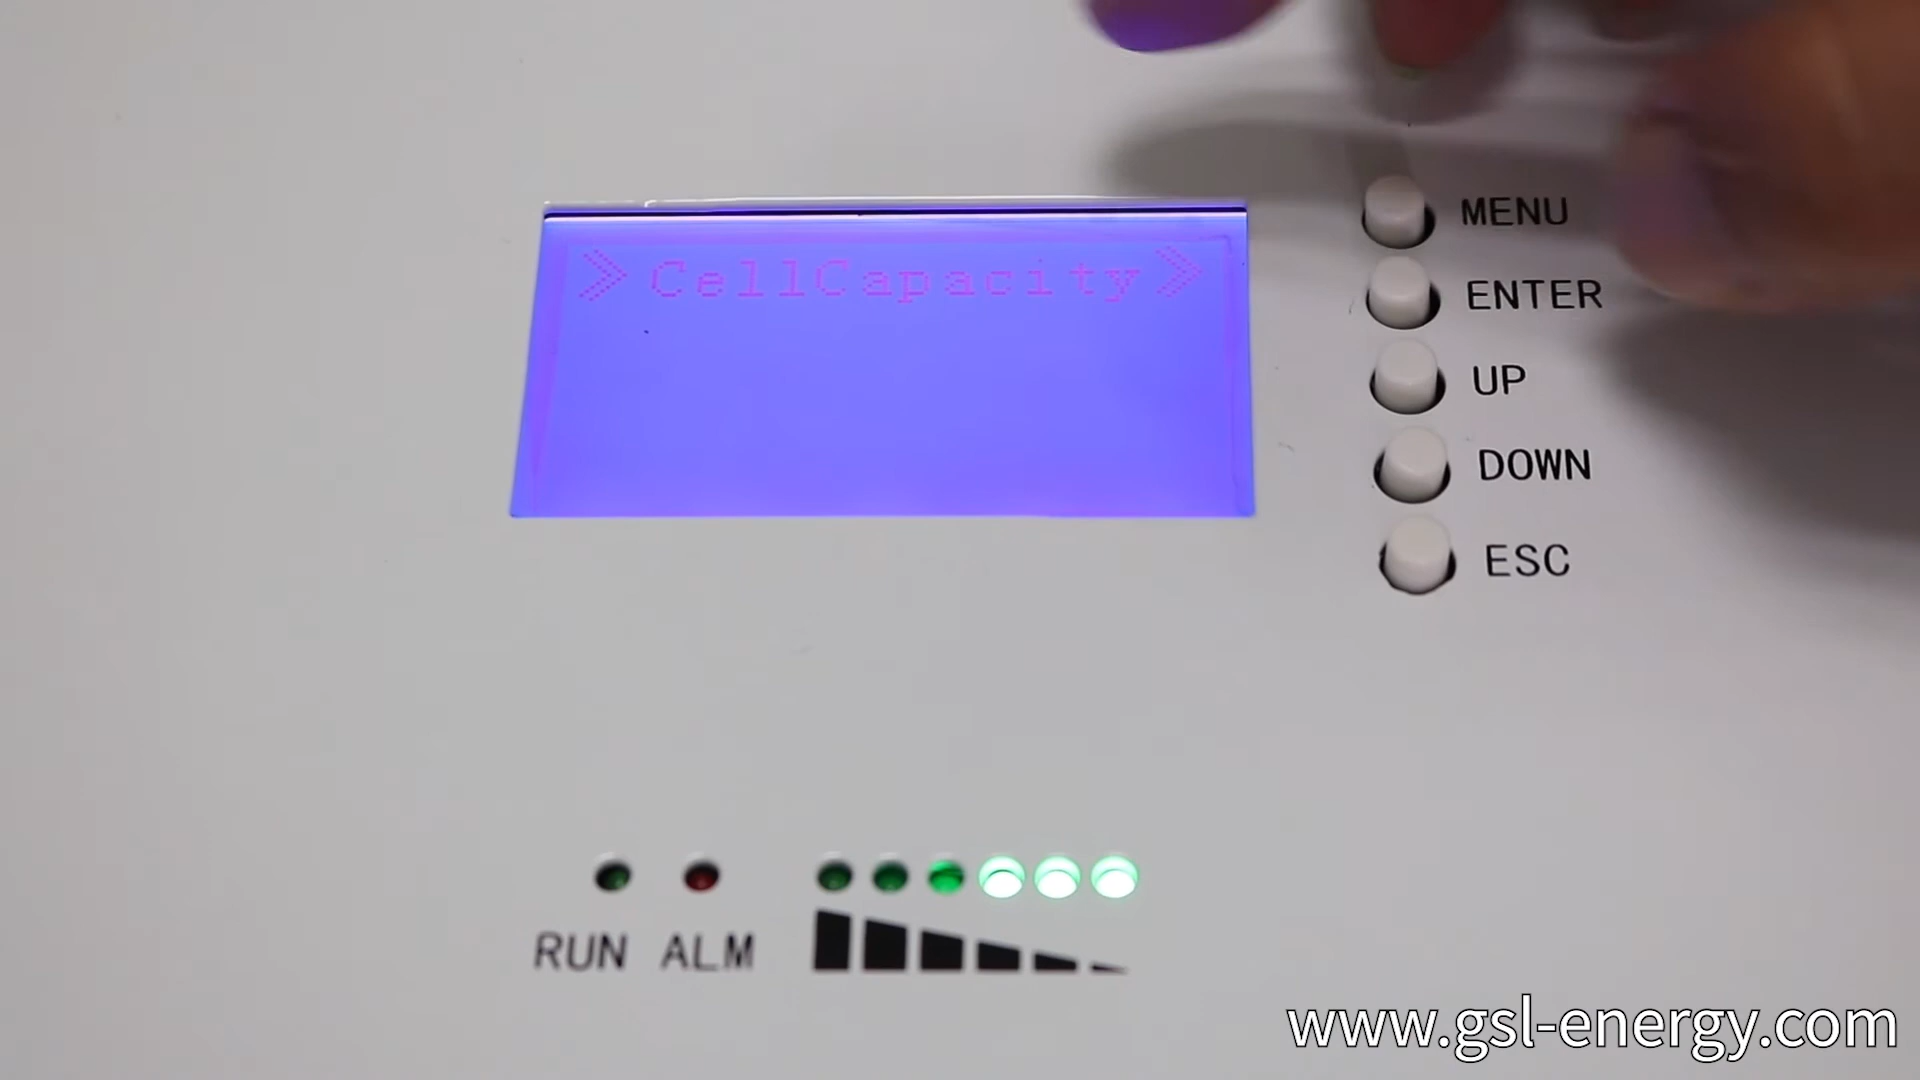 >> CellCapacity >>
MENU
ENTER
UP
DOWN
ESC
RUN ALM
www.gsl-energy.com